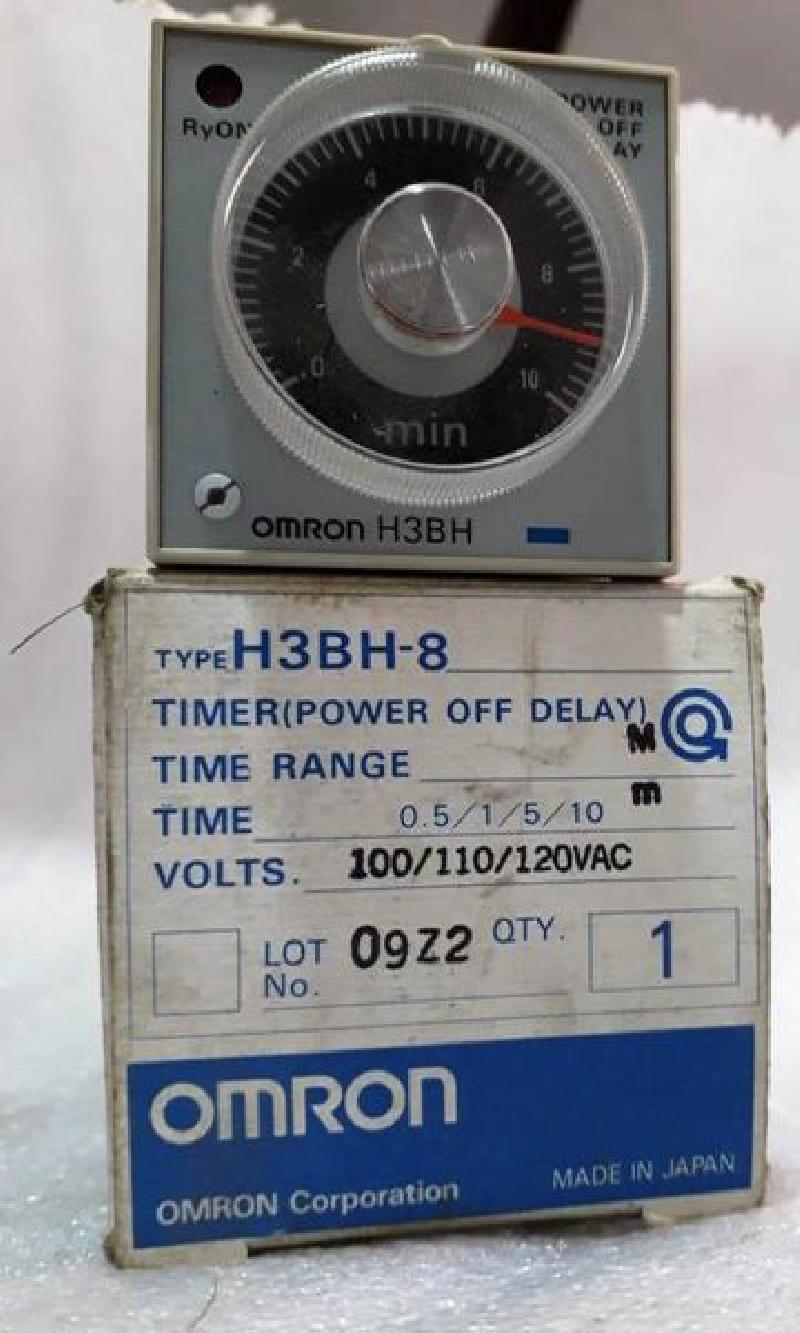 RyON
POWER
OFF
AY
4
6
2
8
0
10
min
OMRON H3BH
TYPE H3BH-8
TIMER(POWER OFF DELAY)
M
TIME RANGE
m
TIME 0.5/1/5/10
VOLTS. 100/110/120VAC
LOT No. 09Z2 QTY. 1
OMRON
MADE IN JAPAN
OMRON Corporation